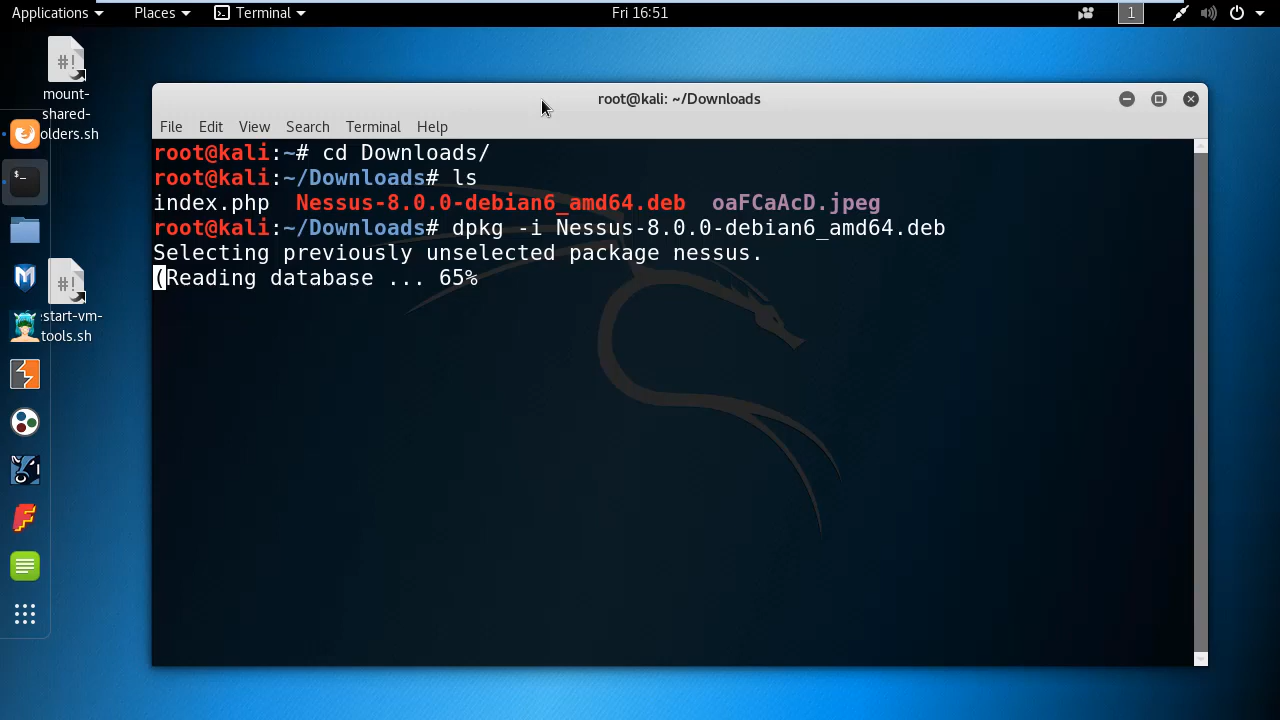 Applications Places Terminal Fri 16:51 1
#!
mount-
shared-
olders.sh
#!
start-vm-
tools.sh
root@kali: ~/Downloads
File Edit View Search Terminal Help
root@kali:~# cd Downloads/
root@kali:~/Downloads# ls
index.php Nessus-8.0.0-debian6_amd64.deb oaFCaAcD.jpeg
root@kali:~/Downloads# dpkg -i Nessus-8.0.0-debian6_amd64.deb
Selecting previously unselected package nessus.
(Reading database ... 65%